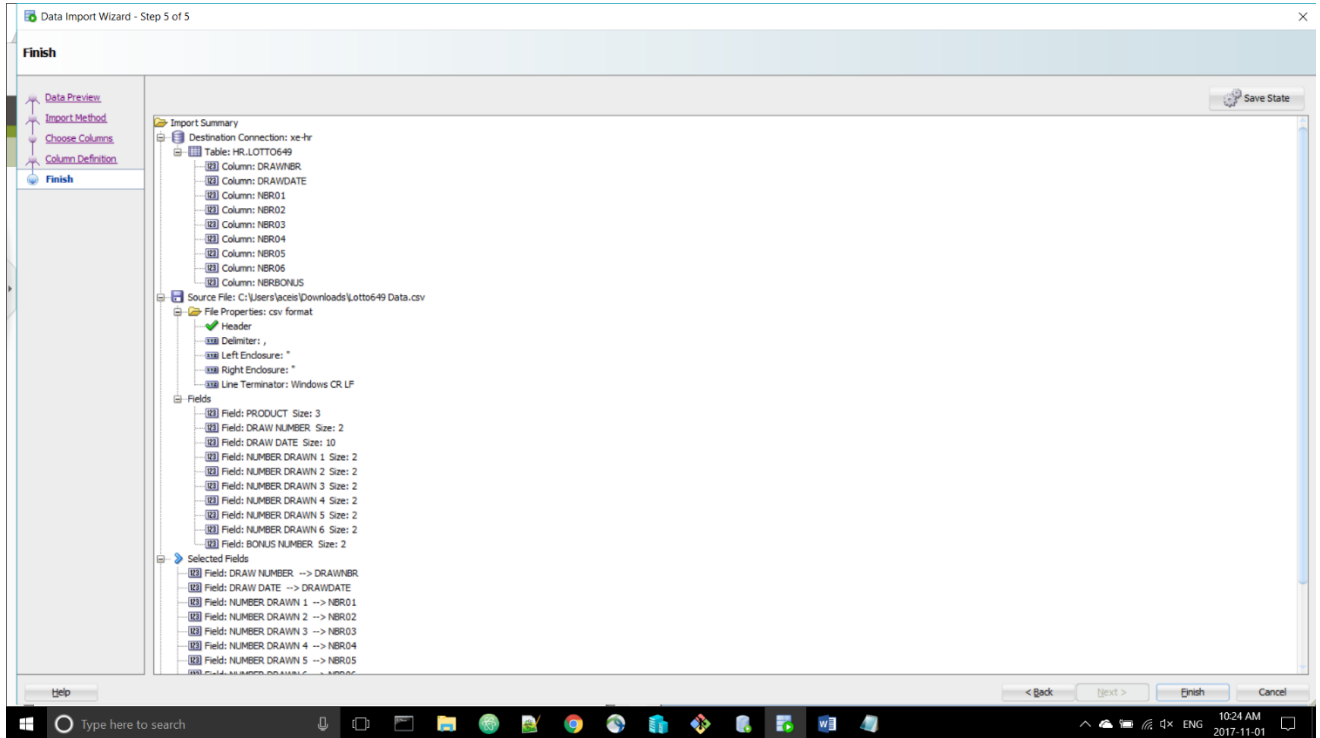 Data Import Wizard - Step 5 of 5
Finish
Data Preview
Import Method
Choose Columns
Column Definition
Finish
Save State
Import Summary
Destination Connection: xe-hr
Table: HR.LOTTO649
Column: DRAWNBR
Column: DRAWDATE
Column: NBR01
Column: NBR02
Column: NBR03
Column: NBR04
Column: NBR05
Column: NBR06
Column: NBRBONUS
Source File: C:\Users\aceis\Downloads\Lotto649 Data.csv
File Properties: csv format
Header
Delimiter: ,
Left Enclosure: "
Right Enclosure: "
Line Terminator: Windows CR LF
Fields
Field: PRODUCT Size: 3
Field: DRAW NUMBER Size: 2
Field: DRAW DATE Size: 10
Field: NUMBER DRAWN 1 Size: 2
Field: NUMBER DRAWN 2 Size: 2
Field: NUMBER DRAWN 3 Size: 2
Field: NUMBER DRAWN 4 Size: 2
Field: NUMBER DRAWN 5 Size: 2
Field: NUMBER DRAWN 6 Size: 2
Field: BONUS NUMBER Size: 2
Selected Fields
Field: DRAW NUMBER --> DRAWNBR
Field: DRAW DATE --> DRAWDATE
Field: NUMBER DRAWN 1 --> NBR01
Field: NUMBER DRAWN 2 --> NBR02
Field: NUMBER DRAWN 3 --> NBR03
Field: NUMBER DRAWN 4 --> NBR04
Field: NUMBER DRAWN 5 --> NBR05
Field: NUMBER DRAWN 6 --> NBR06
Help
< Back
Next >
Finish
Cancel
Type here to search
ENG
10:24 AM
2017-11-01